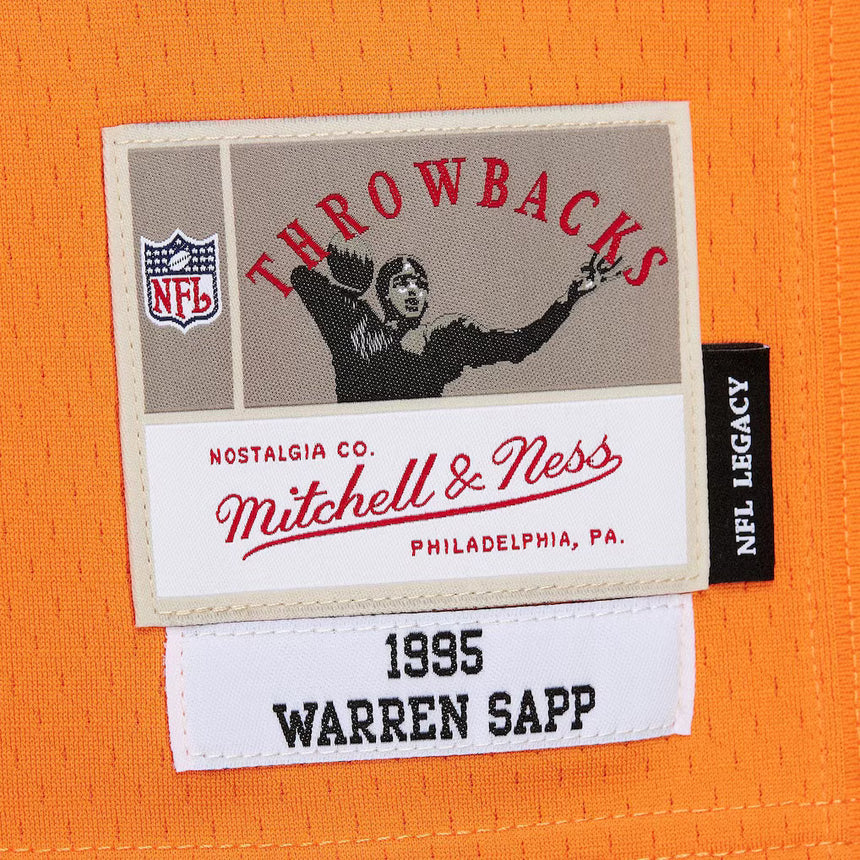 THROWBACKS
NFL
NOSTALGIA CO.
Mitchell & Ness
PHILADELPHIA, PA.
NFL LEGACY
1995
WARREN SAPP